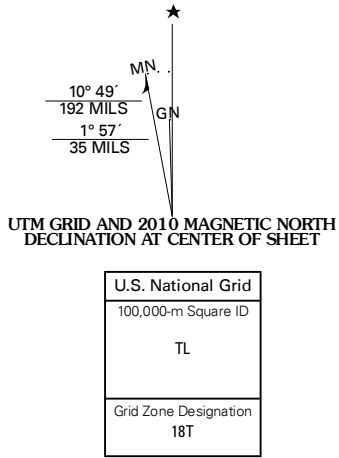 ★
MN
GN
10° 49´
192 MILS
1° 57´
35 MILS
UTM GRID AND 2010 MAGNETIC NORTH
DECLINATION AT CENTER OF SHEET
U.S. National Grid
100,000-m Square ID
TL
Grid Zone Designation
18T